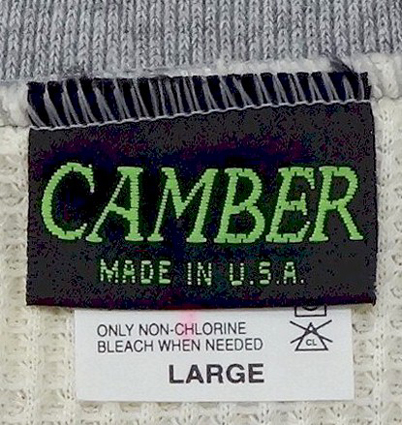 CAMBER
MADE IN U.S.A.
ONLY NON-CHLORINE
BLEACH WHEN NEEDED
CL
LARGE